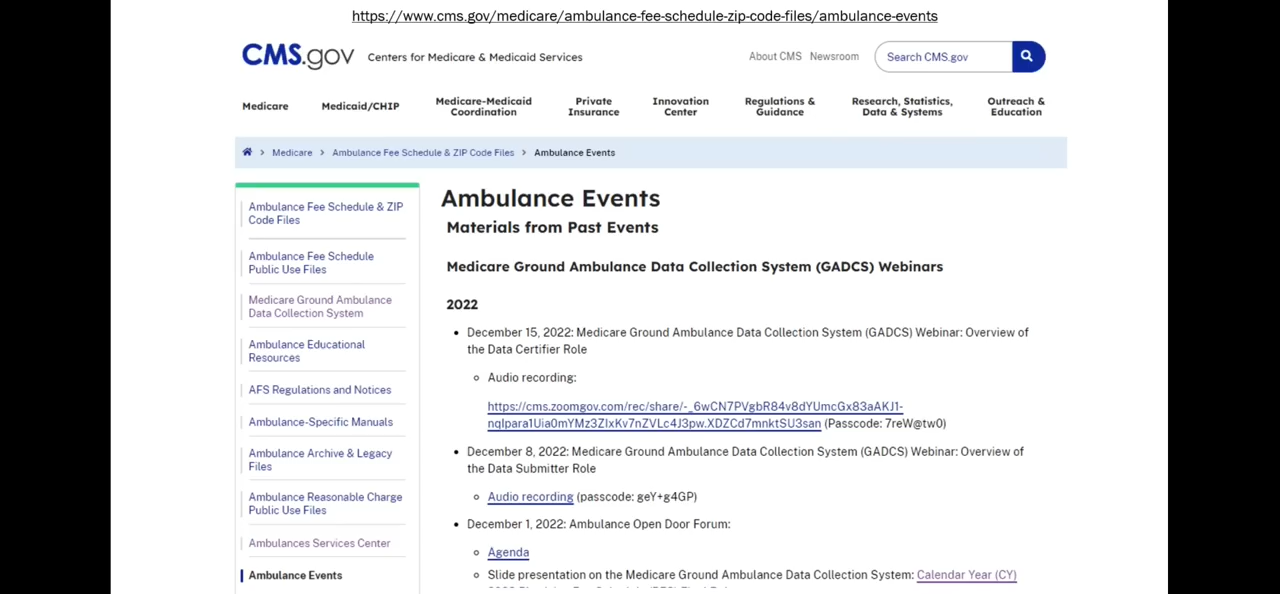 https://www.cms.gov/medicare/ambulance-fee-schedule-zip-code-files/ambulance-events
CMS.gov Centers for Medicare & Medicaid Services
About CMS Newsroom
Search CMS.gov
Medicare
Medicaid/CHIP
Medicare-Medicaid
Coordination
Private
Insurance
Innovation
Center
Regulations &
Guidance
Research, Statistics,
Data & Systems
Outreach &
Education
> Medicare > Ambulance Fee Schedule & ZIP Code Files > Ambulance Events
Ambulance Fee Schedule & ZIP
Code Files
Ambulance Fee Schedule
Public Use Files
Medicare Ground Ambulance
Data Collection System
Ambulance Educational
Resources
AFS Regulations and Notices
Ambulance-Specific Manuals
Ambulance Archive & Legacy
Files
Ambulance Reasonable Charge
Public Use Files
Ambulances Services Center
Ambulance Events
Ambulance Events
Materials from Past Events
Medicare Ground Ambulance Data Collection System (GADCS) Webinars
2022
December 15, 2022: Medicare Ground Ambulance Data Collection System (GADCS) Webinar: Overview of
the Data Certifier Role
Audio recording:
https://cms.zoomgov.com/rec/share/-_6wCN7PVgbR84v8dYUmcGx83aAKJ1-
nqIpara1Uia0mYMz3ZIxKv7nZVLc4J3pw.XDZCd7mnktSU3san (Passcode: 7reW@tw0)
December 8, 2022: Medicare Ground Ambulance Data Collection System (GADCS) Webinar: Overview of
the Data Submitter Role
Audio recording (passcode: geY+g4GP)
December 1, 2022: Ambulance Open Door Forum:
Agenda
Slide presentation on the Medicare Ground Ambulance Data Collection System: Calendar Year (CY)